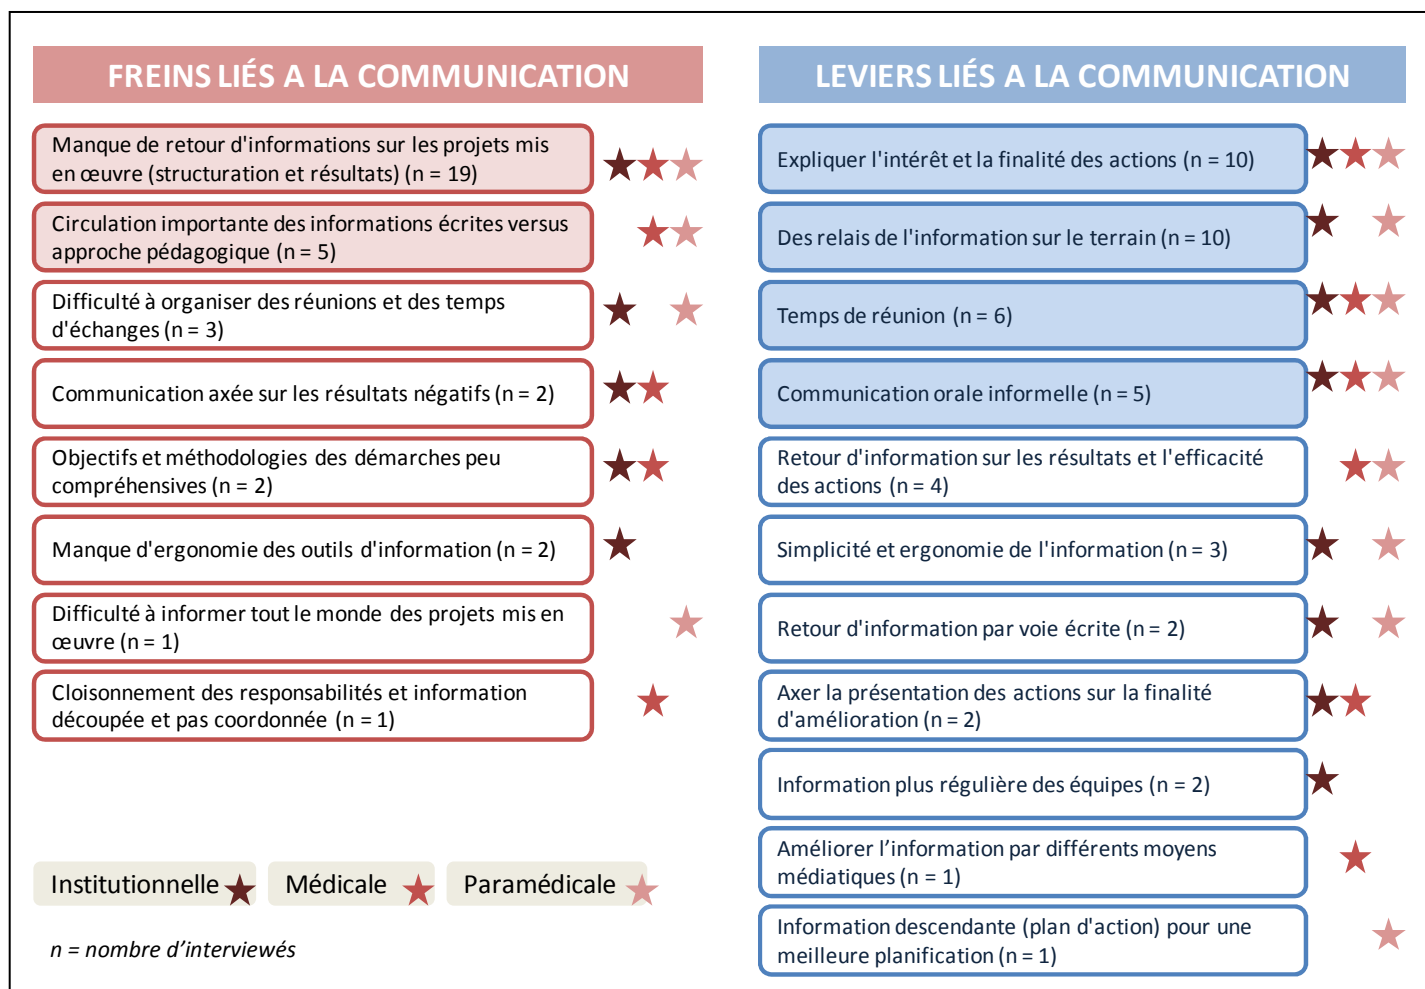 FREINS LIÉS A LA COMMUNICATION
Manque de retour d'informations sur les projets mis
en œuvre (structuration et résultats) (n = 19)
Circulation importante des informations écrites versus
approche pédagogique (n = 5)
Difficulté à organiser des réunions et des temps
d'échanges (n = 3)
Communication axée sur les résultats négatifs (n = 2)
Objectifs et méthodologies des démarches peu
compréhensives (n = 2)
Manque d'ergonomie des outils d'information (n = 2)
Difficulté à informer tout le monde des projets mis en
œuvre (n = 1)
Cloisonnement des responsabilités et information
découpée et pas coordonnée (n = 1)
Institutionnelle
Médicale
Paramédicale
n = nombre d’interviewés
LEVIERS LIÉS A LA COMMUNICATION
Expliquer l'intérêt et la finalité des actions (n = 10)
Des relais de l'information sur le terrain (n = 10)
Temps de réunion (n = 6)
Communication orale informelle (n = 5)
Retour d'information sur les résultats et l'efficacité
des actions (n = 4)
Simplicité et ergonomie de l'information (n = 3)
Retour d'information par voie écrite (n = 2)
Axer la présentation des actions sur la finalité
d'amélioration (n = 2)
Information plus régulière des équipes (n = 2)
Améliorer l’information par différents moyens
médiatiques (n = 1)
Information descendante (plan d'action) pour une
meilleure planification (n = 1)